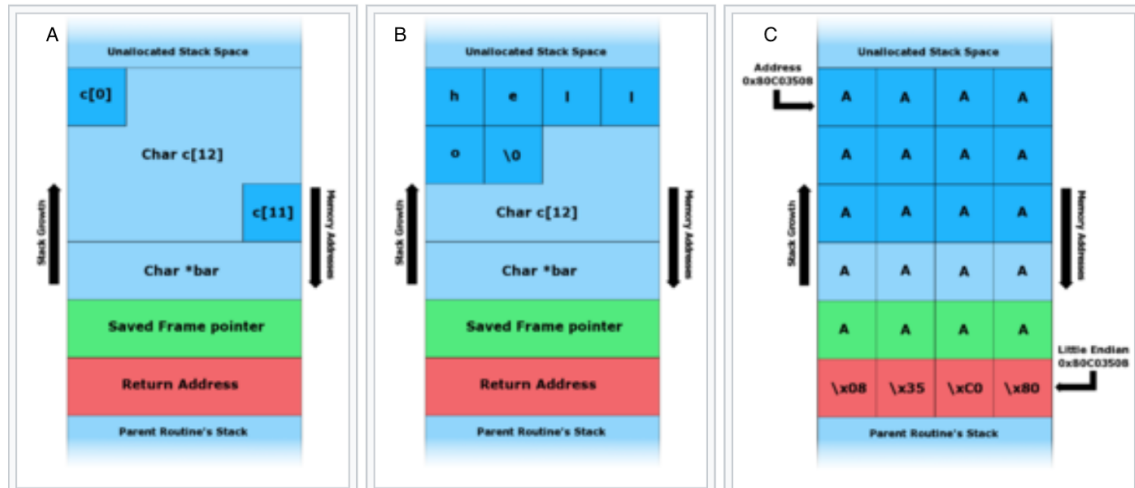 A
Unallocated Stack Space
c[0]
Char c[12]
c[11]
Stack Growth
Memory Addresses
Char *bar
Saved Frame pointer
Return Address
Parent Routine's Stack
B
Unallocated Stack Space
h e l l
o \0
Char c[12]
Stack Growth
Memory Addresses
Char *bar
Saved Frame pointer
Return Address
Parent Routine's Stack
C
Unallocated Stack Space
Address
0x80C03508
A A A A
A A A A
A A A A
Stack Growth
Memory Addresses
A A A A
A A A A
Little Endian
0x80C03508
\x08 \x35 \xC0 \x80
Parent Routine's Stack